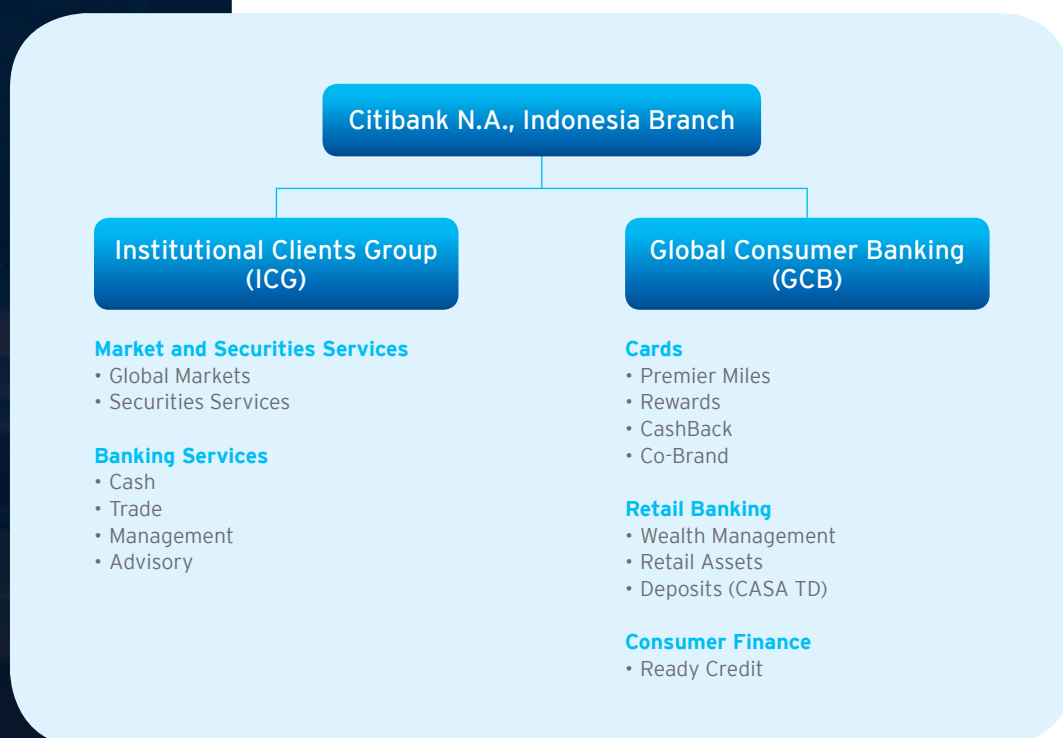 Citibank N.A., Indonesia Branch
Institutional Clients Group
(ICG)
Market and Securities Services
• Global Markets
• Securities Services
Banking Services
• Cash
• Trade
• Management
• Advisory
Global Consumer Banking
(GCB)
Cards
• Premier Miles
• Rewards
• CashBack
• Co-Brand
Retail Banking
• Wealth Management
• Retail Assets
• Deposits (CASA TD)
Consumer Finance
• Ready Credit